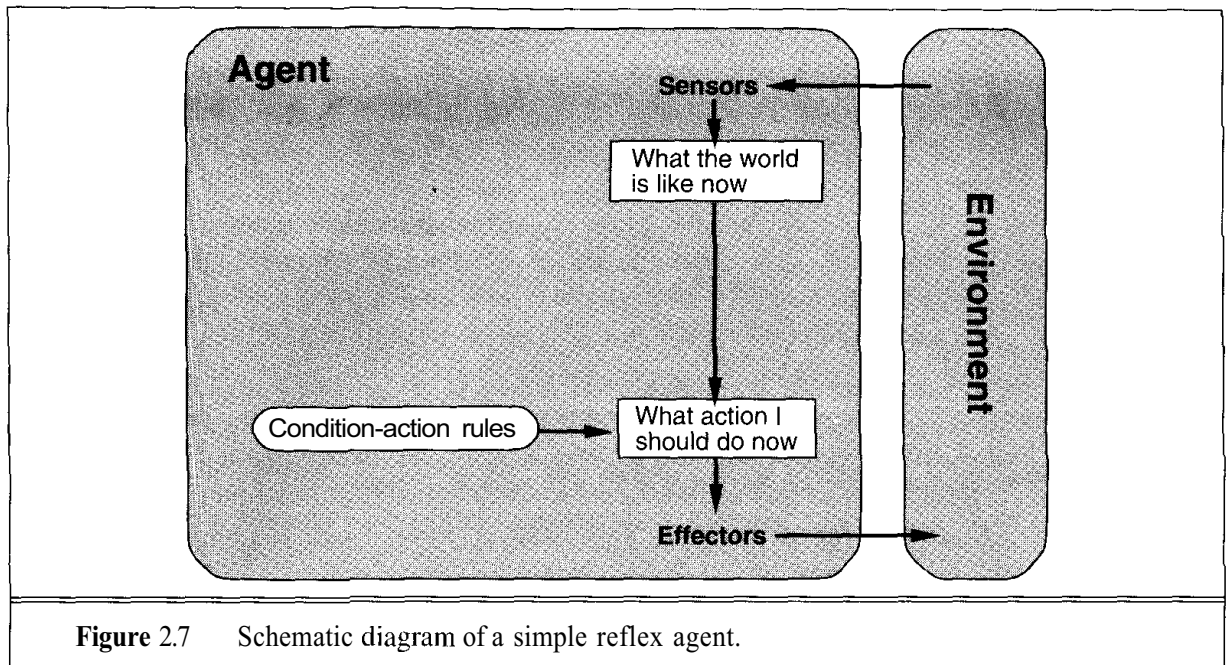 Agent
Sensors
What the world
is like now
Environment
Condition-action rules
What action I
should do now
Effectors
Figure 2.7 Schematic diagram of a simple reflex agent.